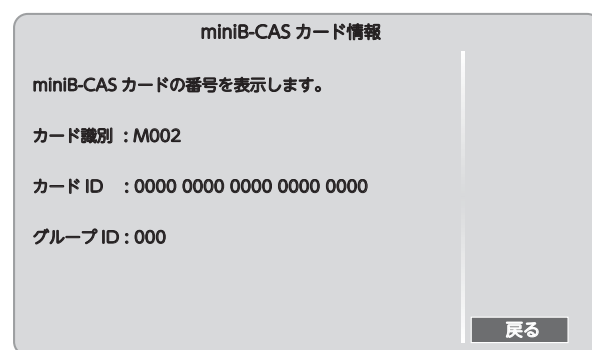 miniB-CAS カード情報
miniB-CAS カードの番号を表示します。
カード識別 : M002
カード ID : 0000 0000 0000 0000 0000
グループ ID : 000
戻る